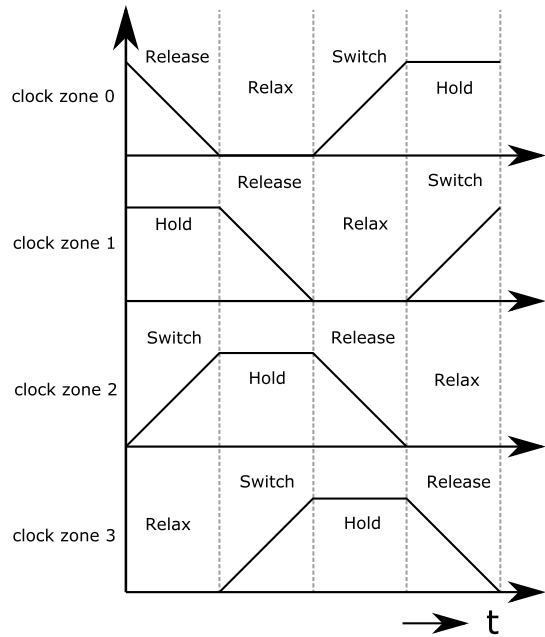 Release
Switch
Relax
Hold
clock zone 0
Release
Switch
Hold
Relax
clock zone 1
Switch
Release
Hold
Relax
clock zone 2
Switch
Release
Relax
Hold
clock zone 3
t